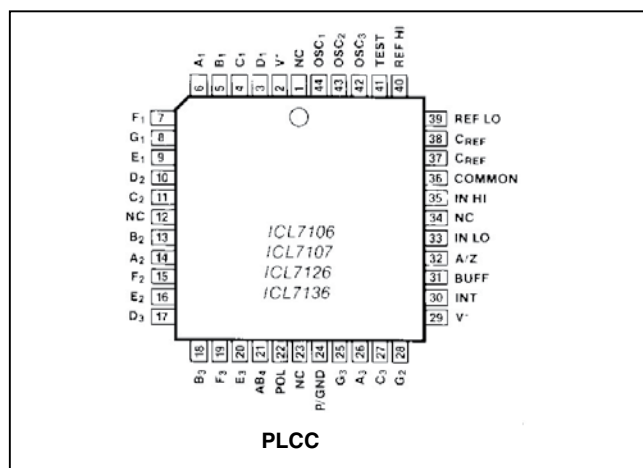 A₁ B₁ C₁ D₁ V⁺ NC OSC₁ OSC₂ OSC₃ TEST REF HI
6 5 4 3 2 1 44 43 42 41 40
F₁ 7
G₁ 8
E₁ 9
D₂ 10
C₂ 11
NC 12
B₂ 13
A₂ 14
F₂ 15
E₂ 16
D₃ 17
ICL7106
ICL7107
ICL7126
ICL7136
39 REF LO
38 C_REF
37 C_REF
36 COMMON
35 IN HI
34 NC
33 IN LO
32 A/Z
31 BUFF
30 INT
29 V⁻
18 19 20 21 22 23 24 25 26 27 28
B₃ F₃ E₃ AB₄ POL NC P/GND G₃ A₃ C₃ G₂
PLCC